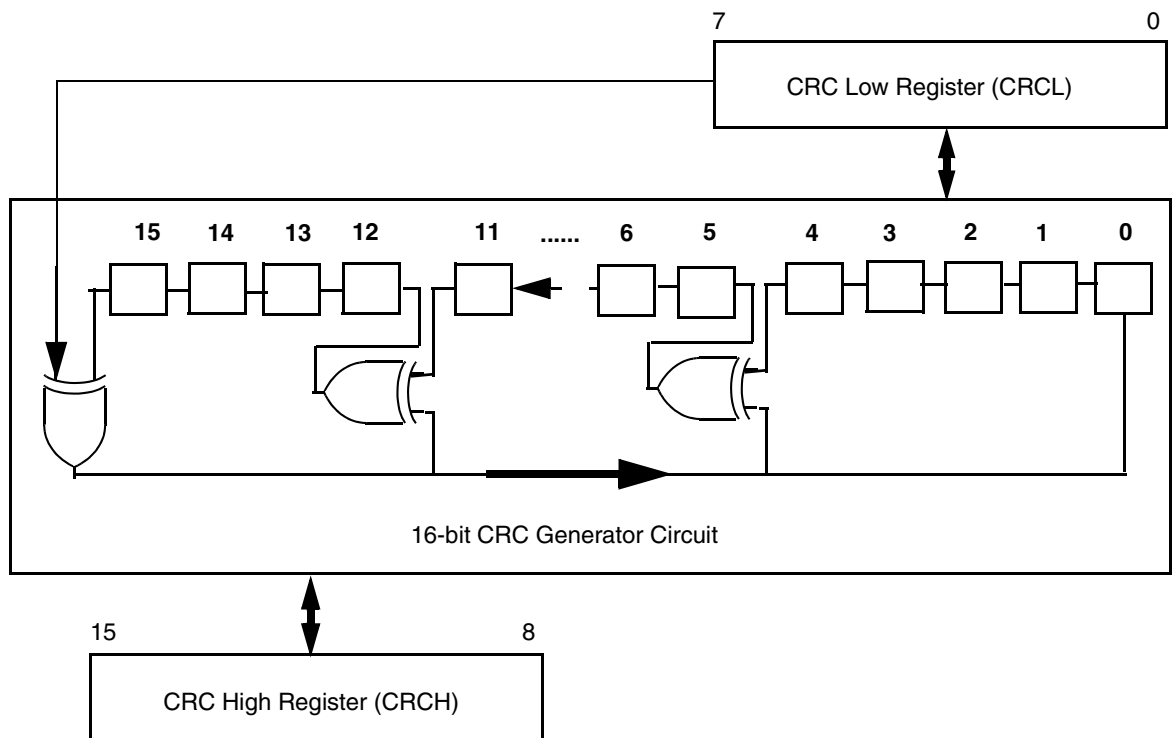 7 0
CRC Low Register (CRCL)
15 14 13 12 11 ...... 6 5 4 3 2 1 0
16-bit CRC Generator Circuit
15 8
CRC High Register (CRCH)